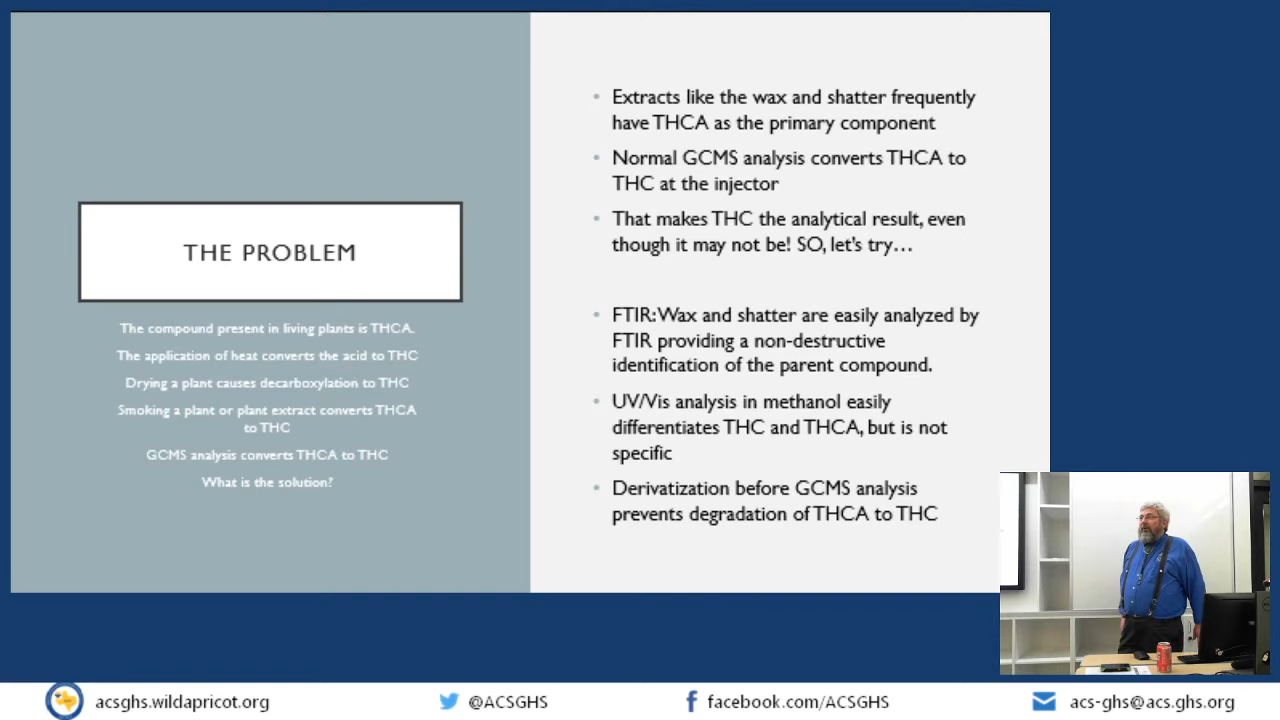 THE PROBLEM
The compound present in living plants is THCA.
The application of heat converts the acid to THC
Drying a plant causes decarboxylation to THC
Smoking a plant or plant extract converts THCA
to THC
GCMS analysis converts THCA to THC
What is the solution?
• Extracts like the wax and shatter frequently
have THCA as the primary component
• Normal GCMS analysis converts THCA to
THC at the injector
• That makes THC the analytical result, even
though it may not be! SO, let's try…
• FTIR: Wax and shatter are easily analyzed by
FTIR providing a non-destructive
identification of the parent compound.
• UV/Vis analysis in methanol easily
differentiates THC and THCA, but is not
specific
• Derivatization before GCMS analysis
prevents degradation of THCA to THC
acsghs.wildapricot.org
@ACSGHS
facebook.com/ACSGHS
acs-ghs@acs.ghs.org